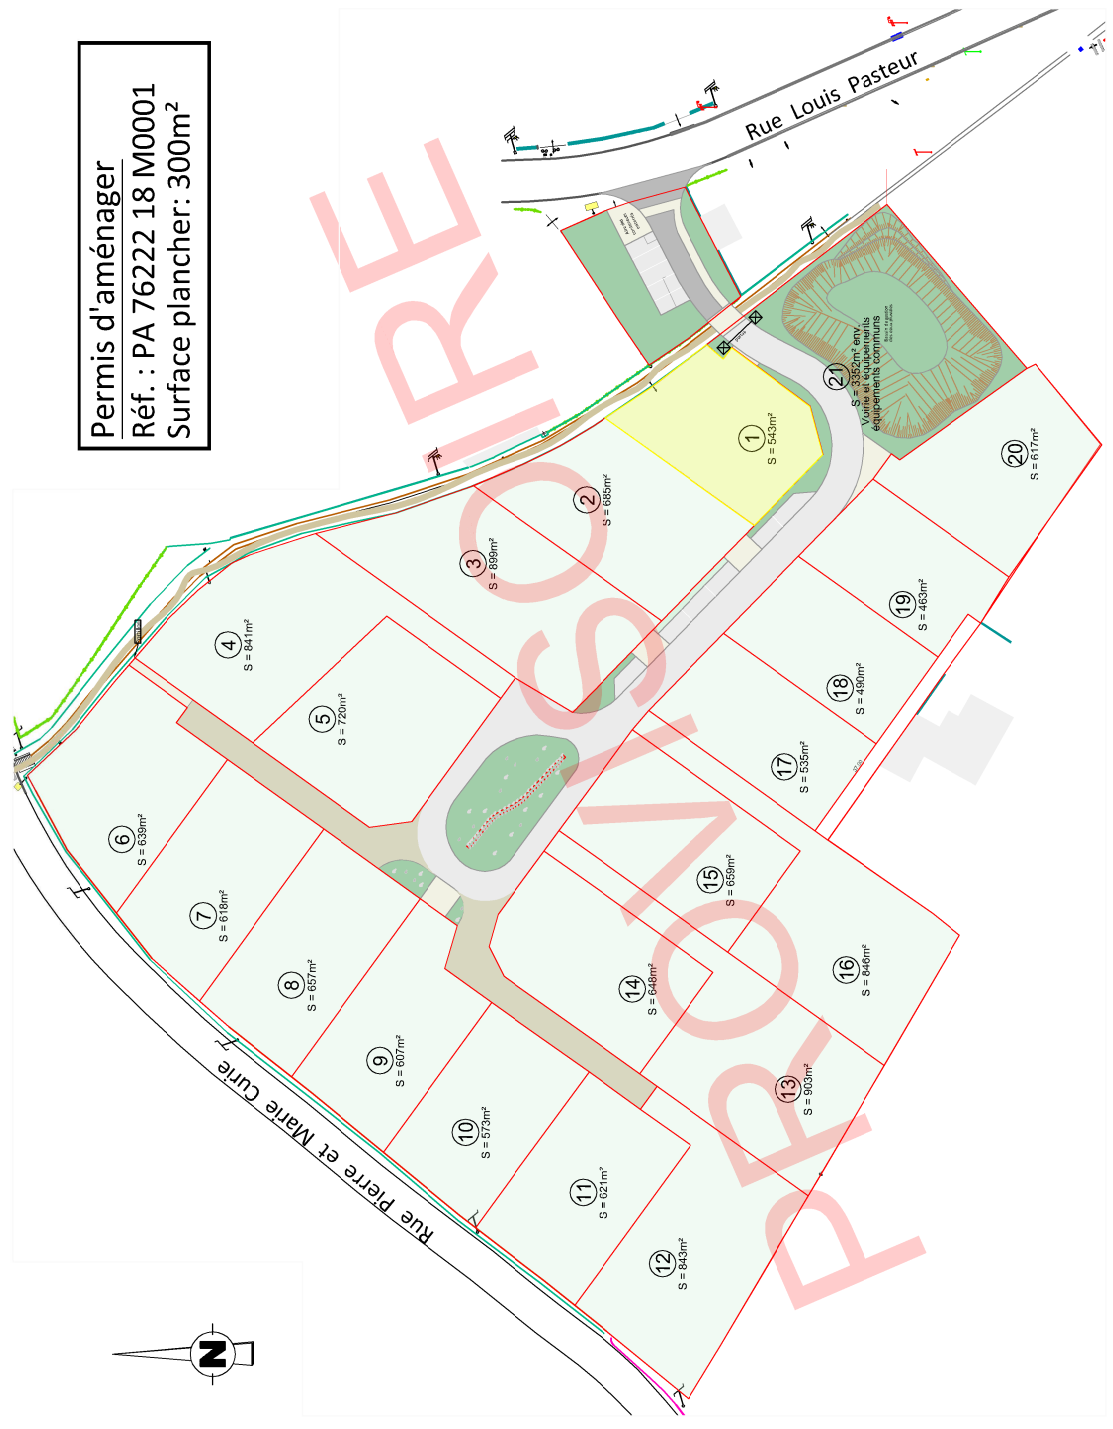 Permis d'aménager
Réf. : PA 76222 18 M0001
Surface plancher: 300m²
Rue Louis Pasteur
PROVISOIRE
1
S = 543m²
2
S = 685m²
3
S = 899m²
4
S = 841m²
5
S = 720m²
6
S = 639m²
7
S = 618m²
8
S = 657m²
9
S = 607m²
10
S = 573m²
11
S = 621m²
12
S = 843m²
13
S = 903m²
14
S = 648m²
15
S = 659m²
16
S = 846m²
17
S = 535m²
18
S = 490m²
19
S = 463m²
20
S = 617m²
21
S = 3352m² env.
Voirie et équipements
équipements communs
Rue Pierre et Marie Curie
N